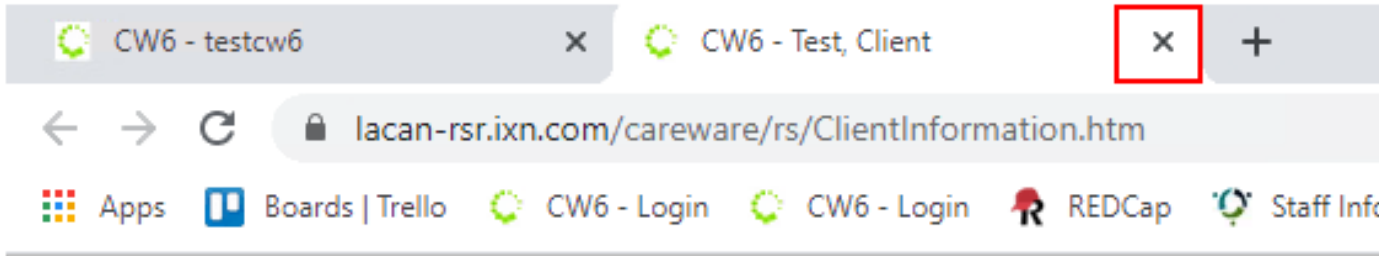 CW6 - testcw6 CW6 - Test, Client
lacan-rsr.ixn.com/careware/rs/ClientInformation.htm
Apps Boards | Trello CW6 - Login CW6 - Login REDCap Staff Info